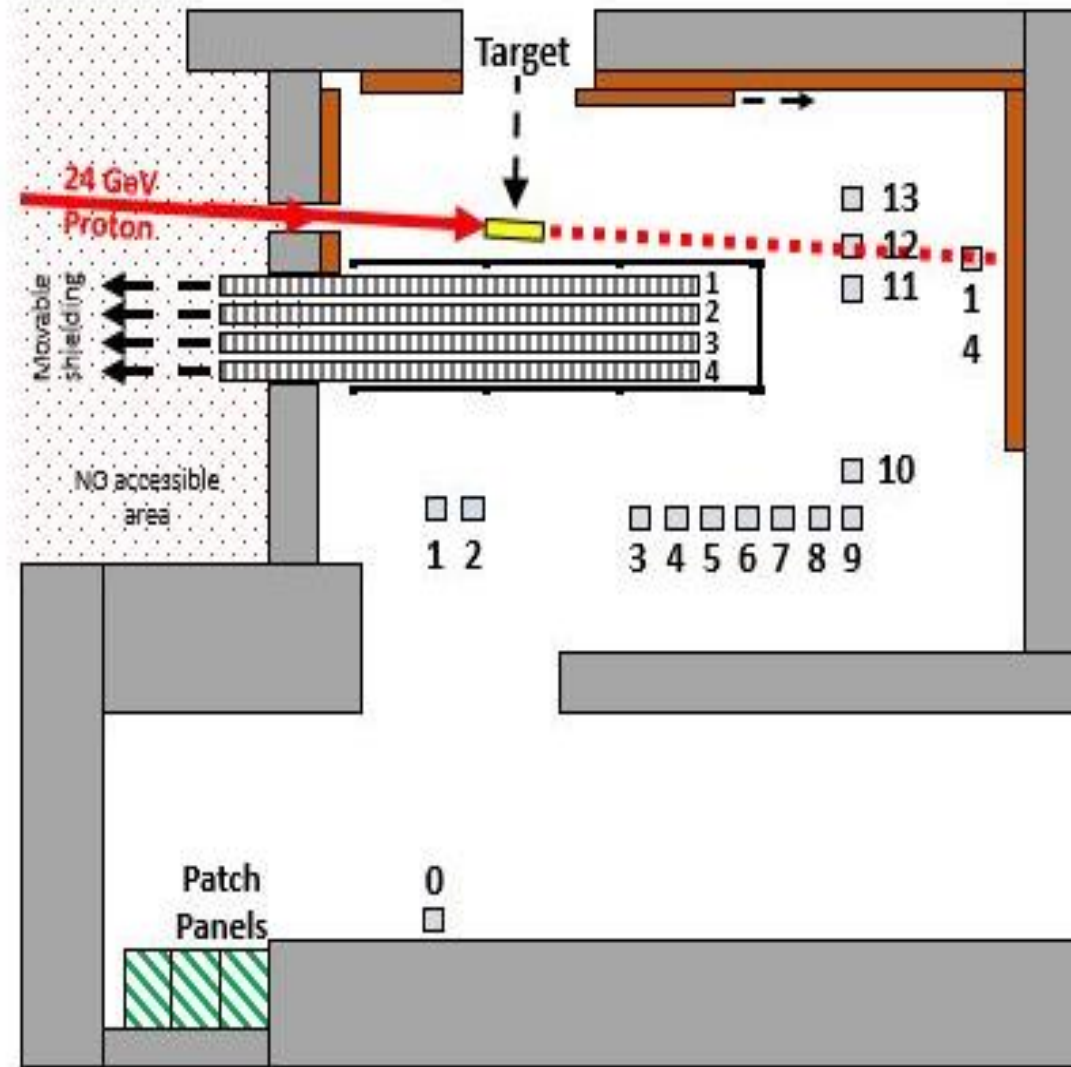 Target
24 GeV
Proton
13
12
11
1
4
Movable
shielding
1
2
3
4
NO accessible
area
10
1 2
3 4 5 6 7 8 9
Patch
Panels
0